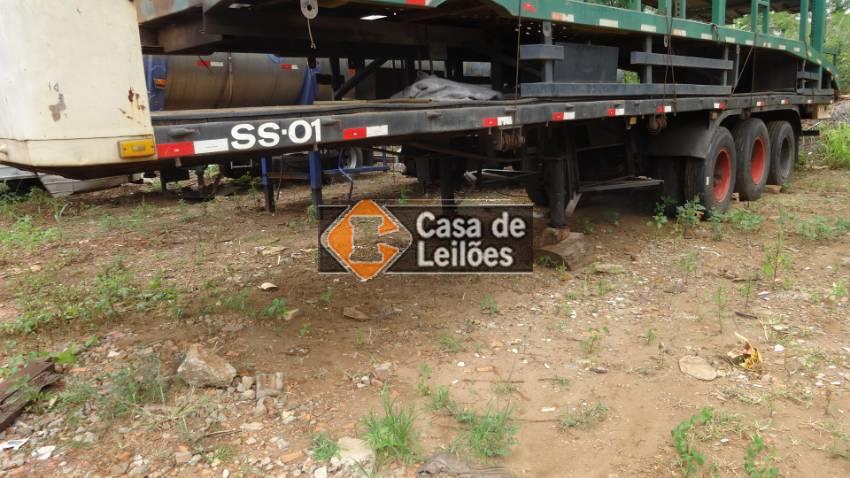 SS-01
Casa de
Leilões